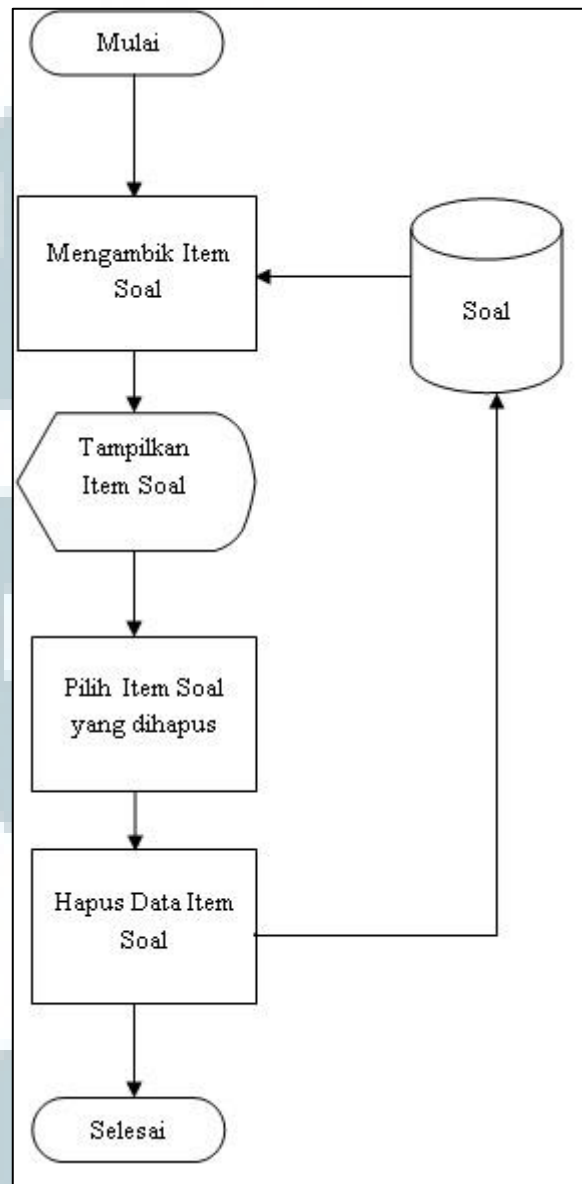 Mulai
Mengambik Item
Soal
Soal
Tampilkan
Item Soal
Pilih Item Soal
yang dihapus
Hapus Data Item
Soal
Selesai